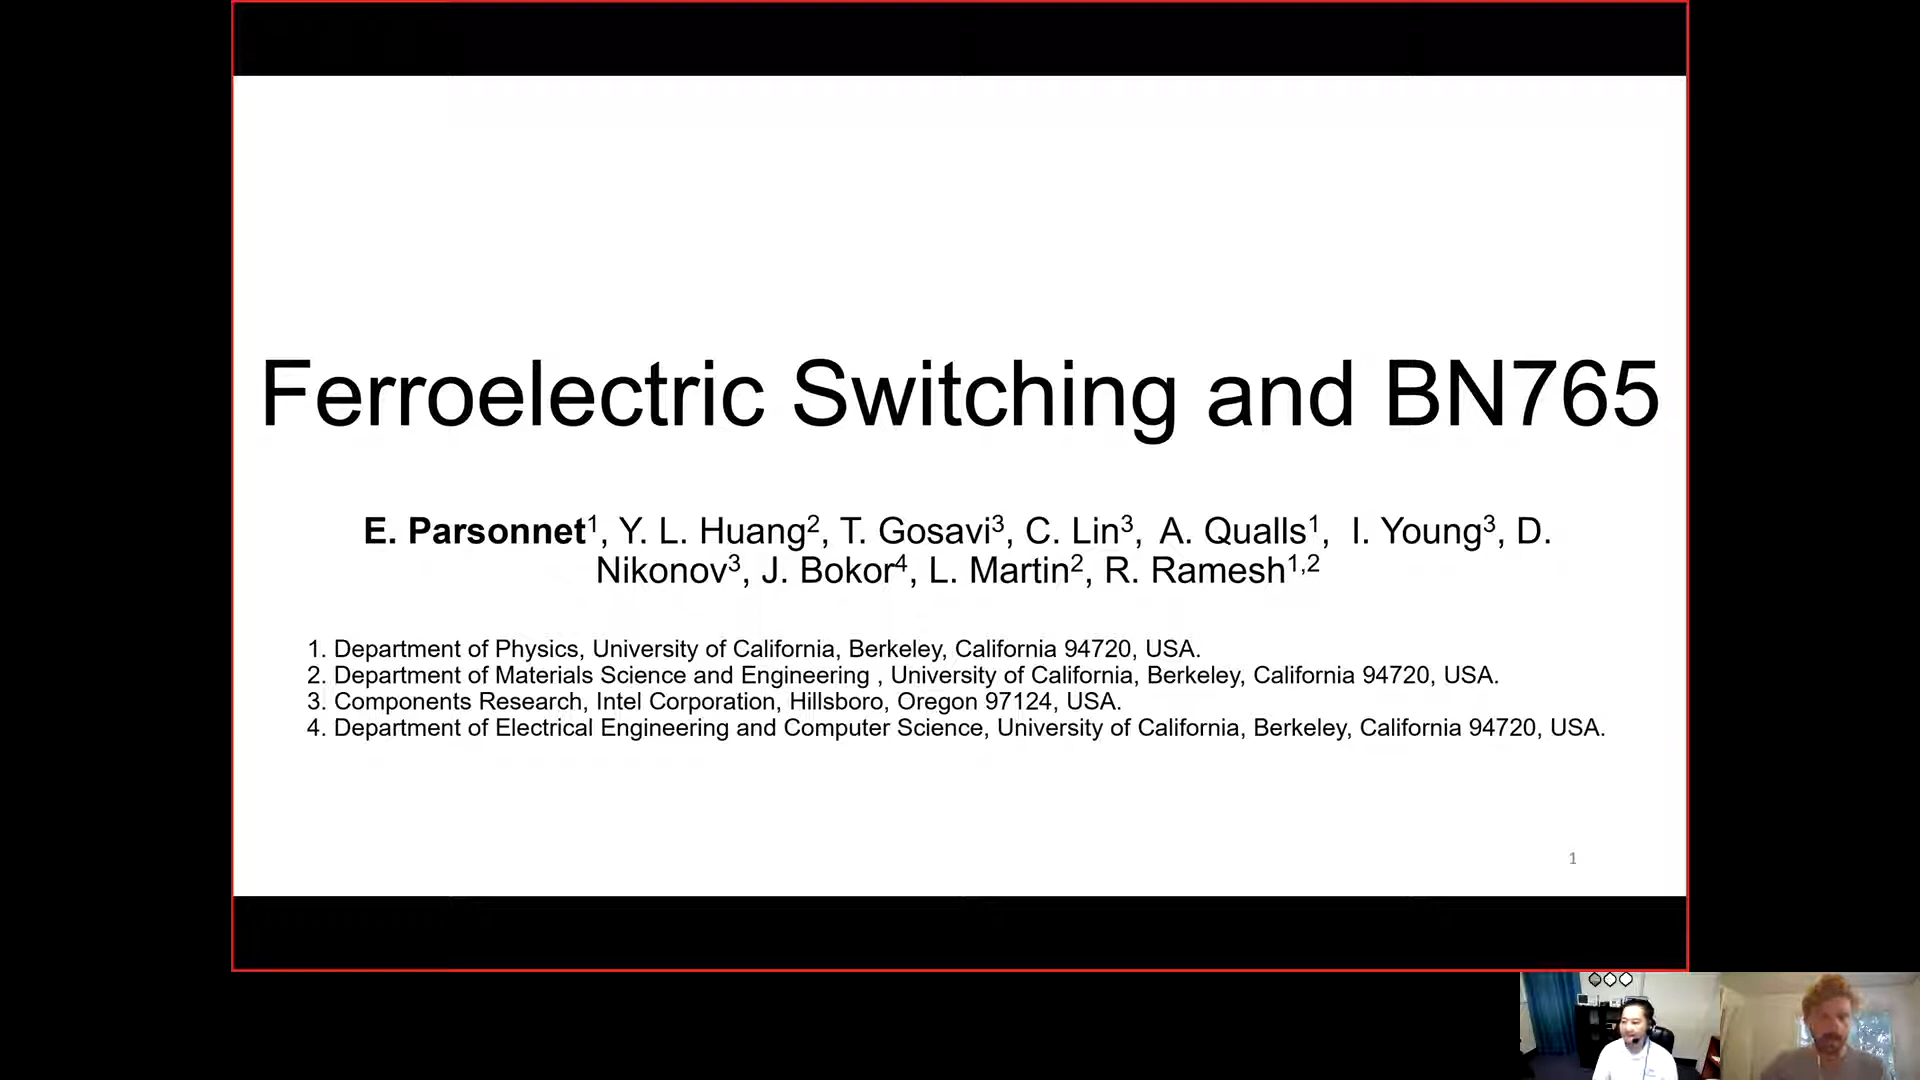 Ferroelectric Switching and BN765
E. Parsonnet¹, Y. L. Huang², T. Gosavi³, C. Lin³, A. Qualls¹, I. Young³, D.
Nikonov³, J. Bokor⁴, L. Martin², R. Ramesh¹,²
1. Department of Physics, University of California, Berkeley, California 94720, USA.
2. Department of Materials Science and Engineering , University of California, Berkeley, California 94720, USA.
3. Components Research, Intel Corporation, Hillsboro, Oregon 97124, USA.
4. Department of Electrical Engineering and Computer Science, University of California, Berkeley, California 94720, USA.
1